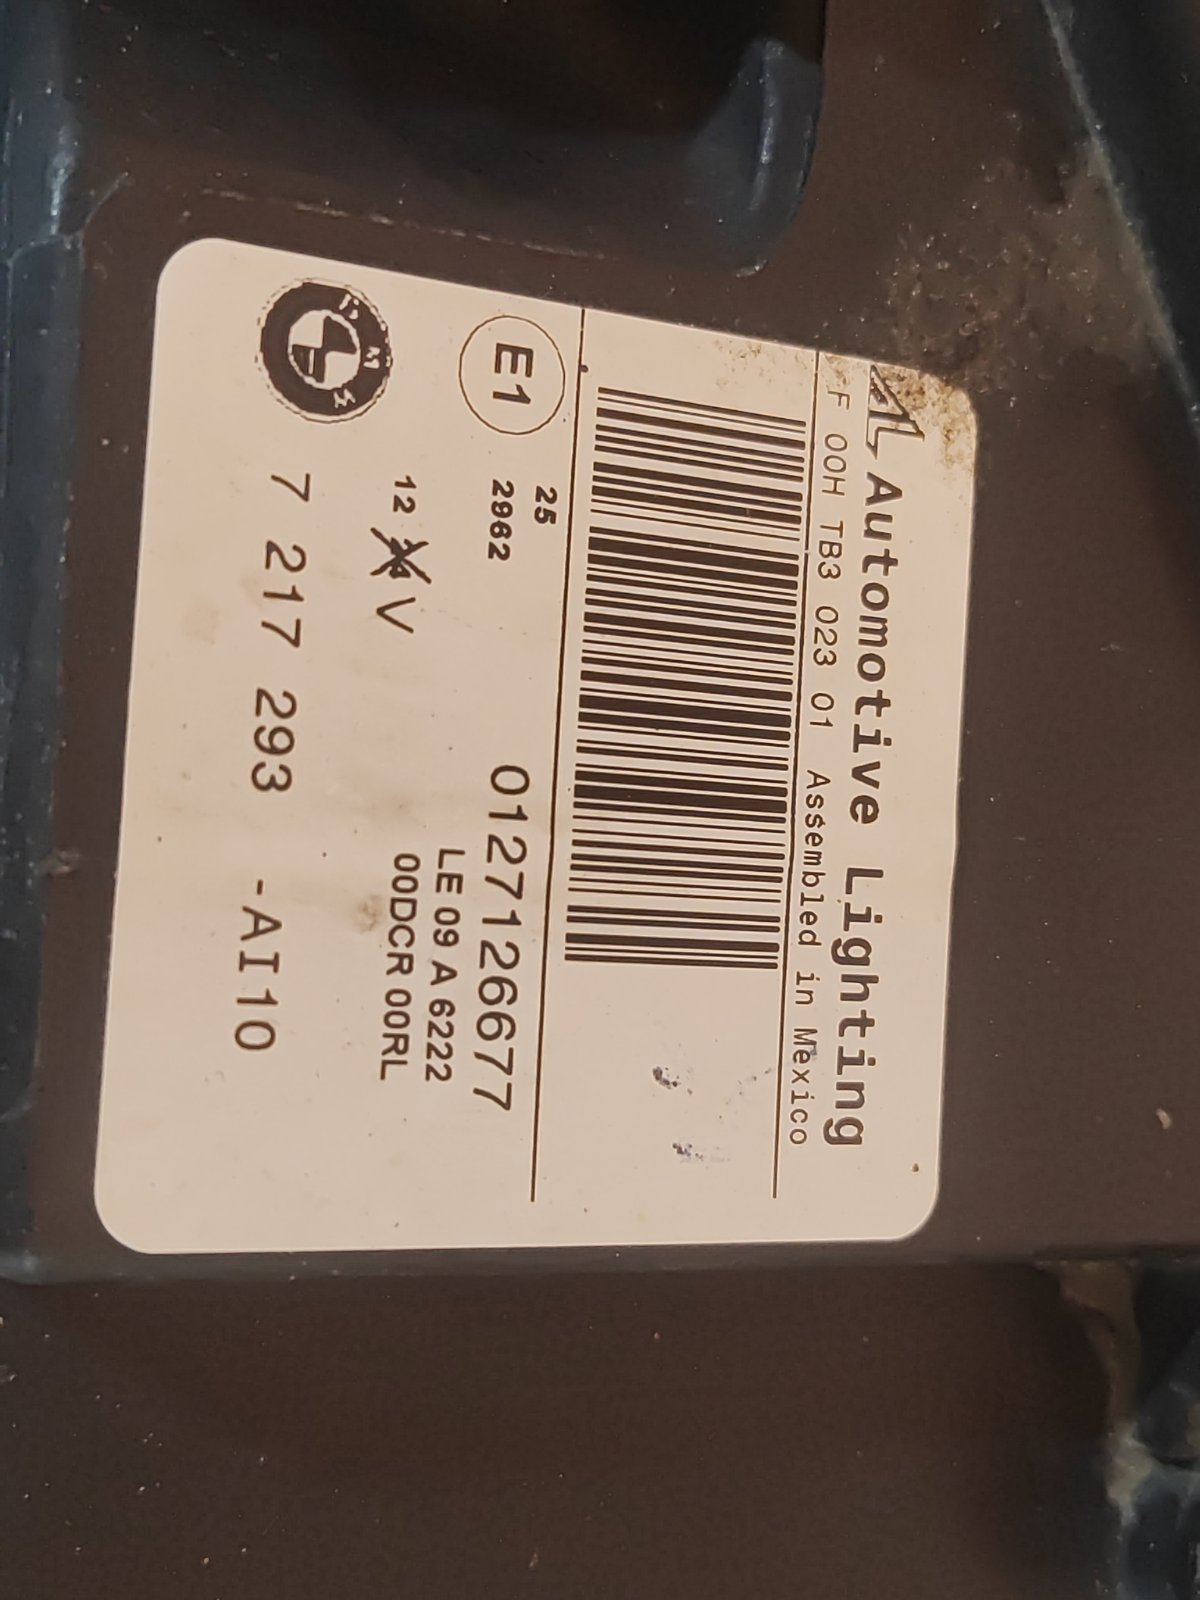 AL Automotive Lighting
F 00H TB3 023 01 Assembled in Mexico
E1
25
2962
0127126677
LE 09 A 6222
12 V
00DCR 00RL
BMW
7 217 293 -AI10